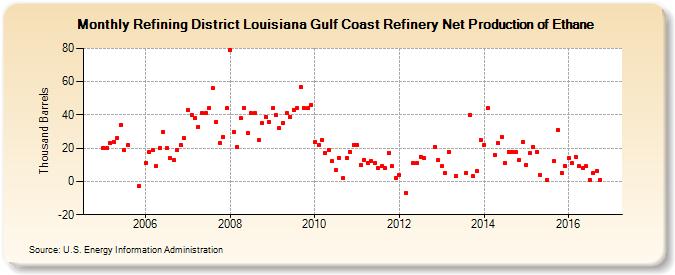 Monthly Refining District Louisiana Gulf Coast Refinery Net Production of Ethane
Thousand Barrels
80
60
40
20
0
-20
2006 2008 2010 2012 2014 2016
Source: U.S. Energy Information Administration